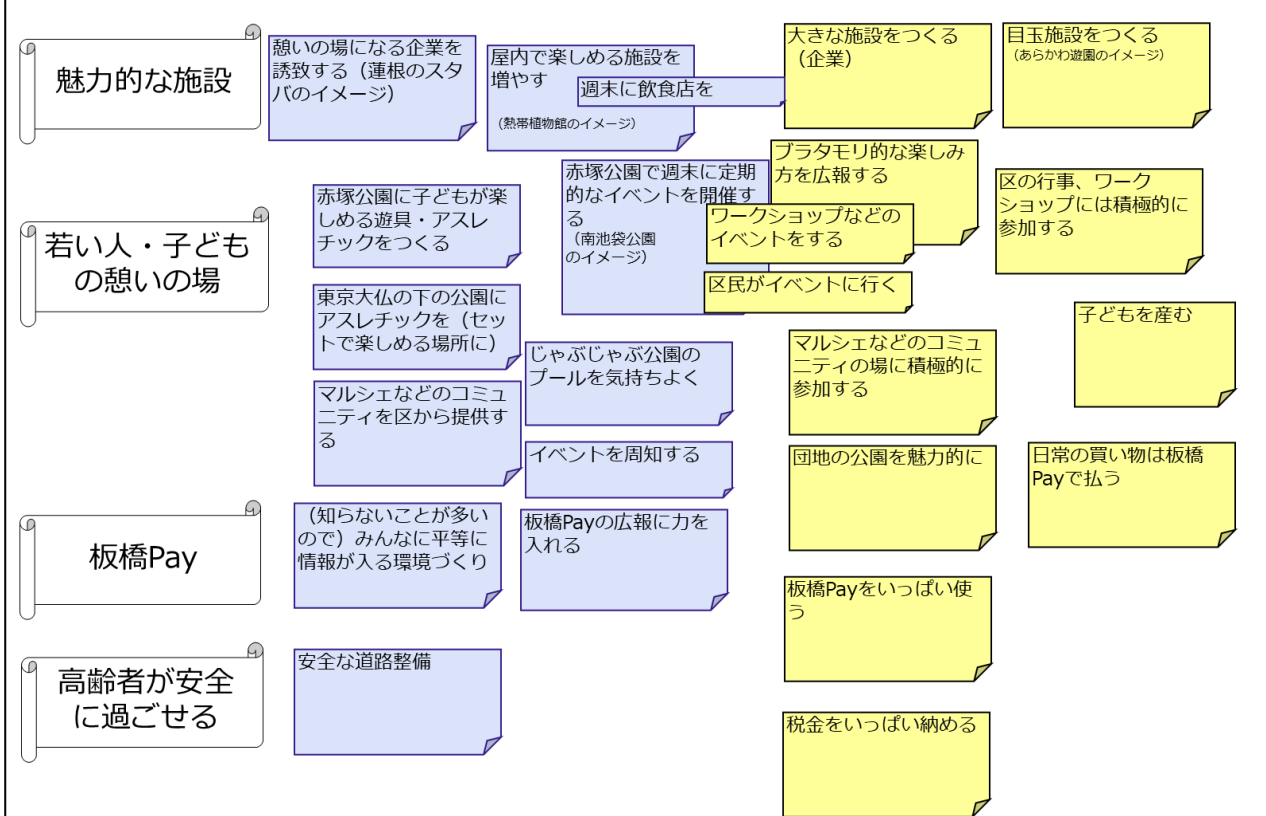 魅力的な施設
憩いの場になる企業を
誘致する（蓮根のスタ
バのイメージ）
屋内で楽しめる施設を
増やす
（熱帯植物館のイメージ）
週末に飲食店を
大きな施設をつくる
（企業）
目玉施設をつくる
（あらかわ遊園のイメージ）
若い人・子ども
の憩いの場
赤塚公園に子どもが楽
しめる遊具・アスレ
チックをつくる
赤塚公園で週末に定期
的なイベントを開催す
る
（南池袋公園
のイメージ）
ブラタモリ的な楽しみ
方を広報する
ワークショップなどの
イベントをする
区民がイベントに行く
区の行事、ワーク
ショップには積極的に
参加する
東京大仏の下の公園に
アスレチックを（セッ
トで楽しめる場所に）
じゃぶじゃぶ公園の
プールを気持ちよく
マルシェなどのコミュ
ニティの場に積極的に
参加する
子どもを産む
マルシェなどのコミュ
ニティを区から提供す
る
イベントを周知する
団地の公園を魅力的に
日常の買い物は板橋
Payで払う
板橋Pay
（知らないことが多い
ので）みんなに平等に
情報が入る環境づくり
板橋Payの広報に力を
入れる
板橋Payをいっぱい使
う
高齢者が安全
に過ごせる
安全な道路整備
税金をいっぱい納める